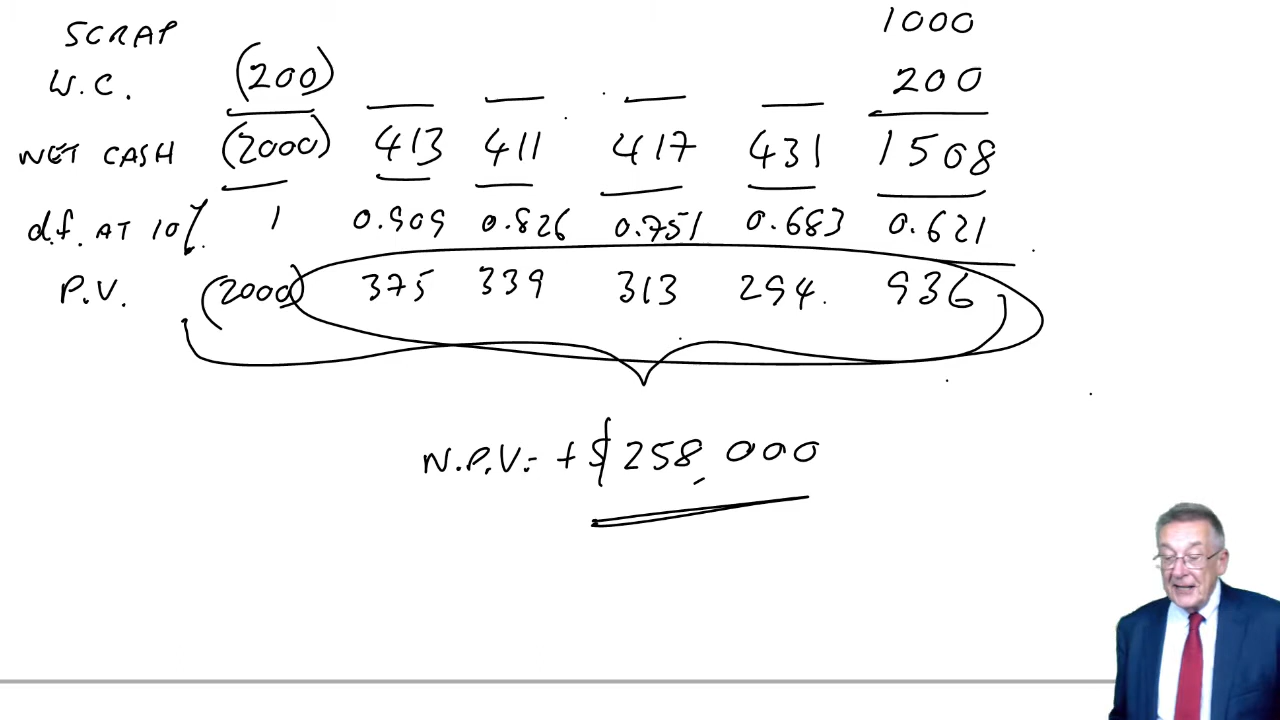 SCRAP 1000
W.C. (200) 200
NET CASH (2000) 413 411 417 431 1508
d.f. AT 10% 1 0.909 0.826 0.751 0.683 0.621
P.V. (2000) 375 339 313 294 936
N.P.V. = + $258,000